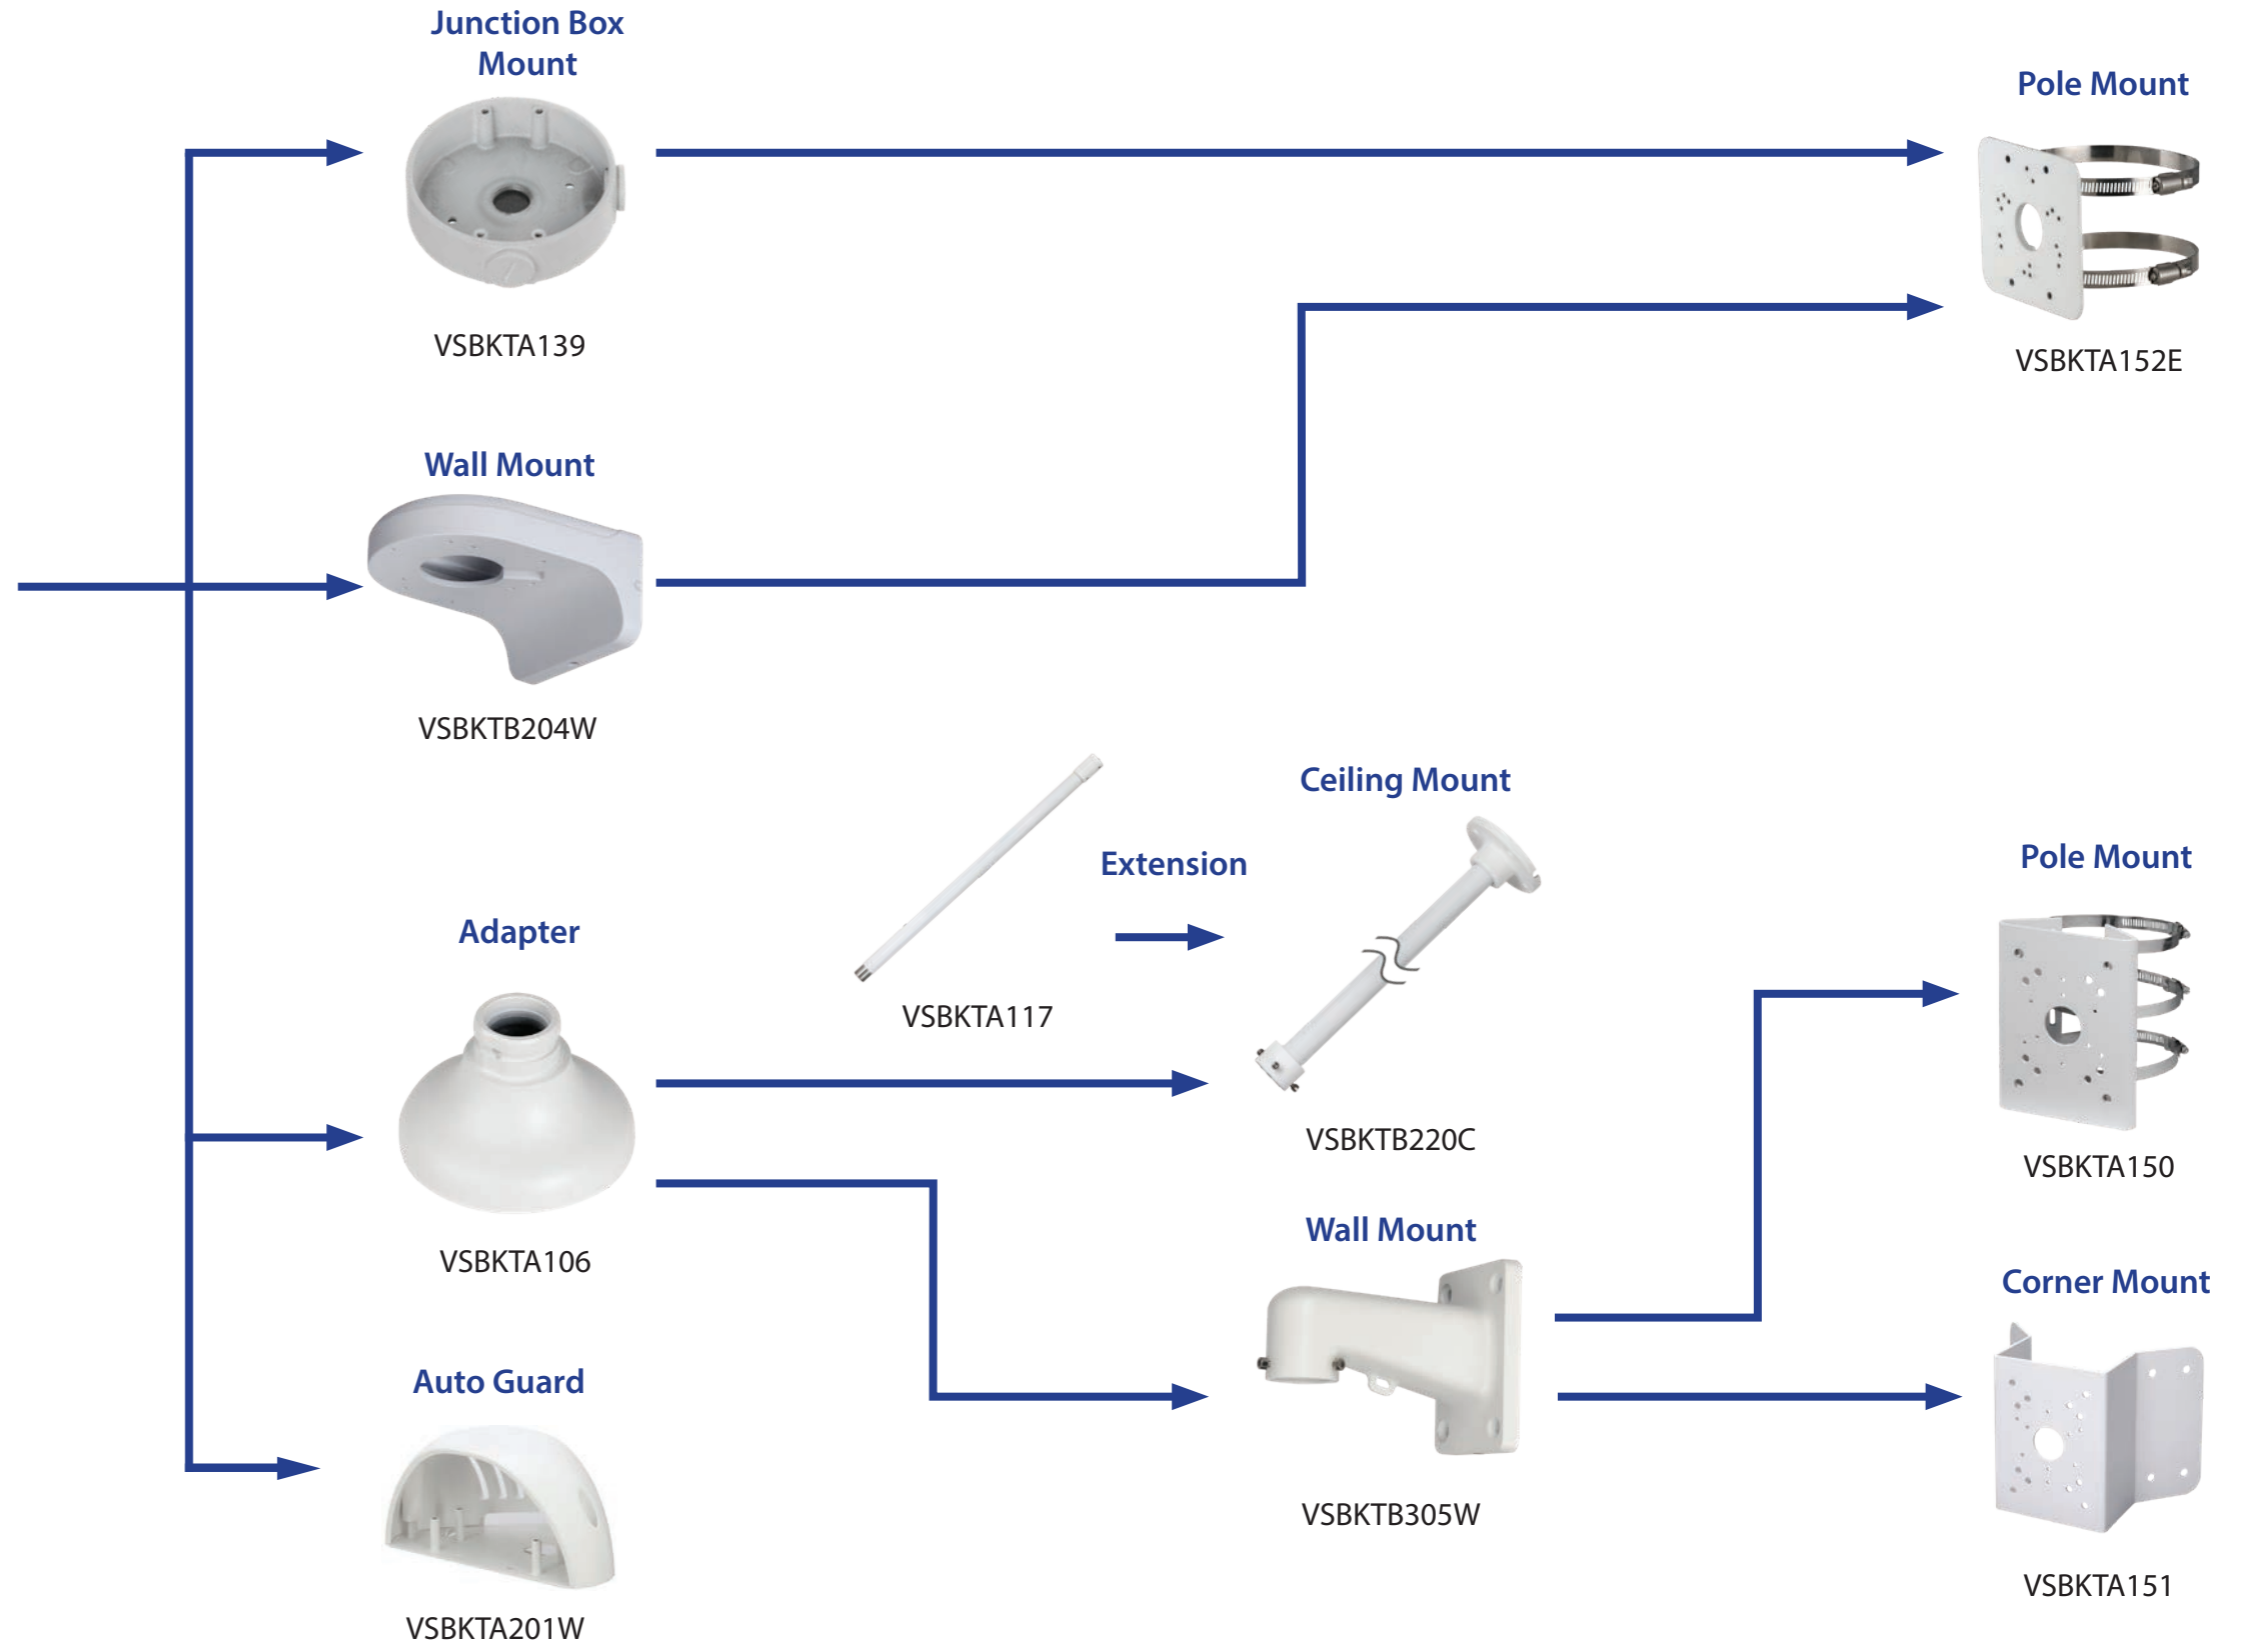 Junction Box
Mount
VSBKTA139
Pole Mount
VSBKTA152E
Wall Mount
VSBKTB204W
Adapter
VSBKTA106
VSBKTA117
Extension
Ceiling Mount
VSBKTB220C
Pole Mount
VSBKTA150
Wall Mount
VSBKTB305W
Corner Mount
VSBKTA151
Auto Guard
VSBKTA201W